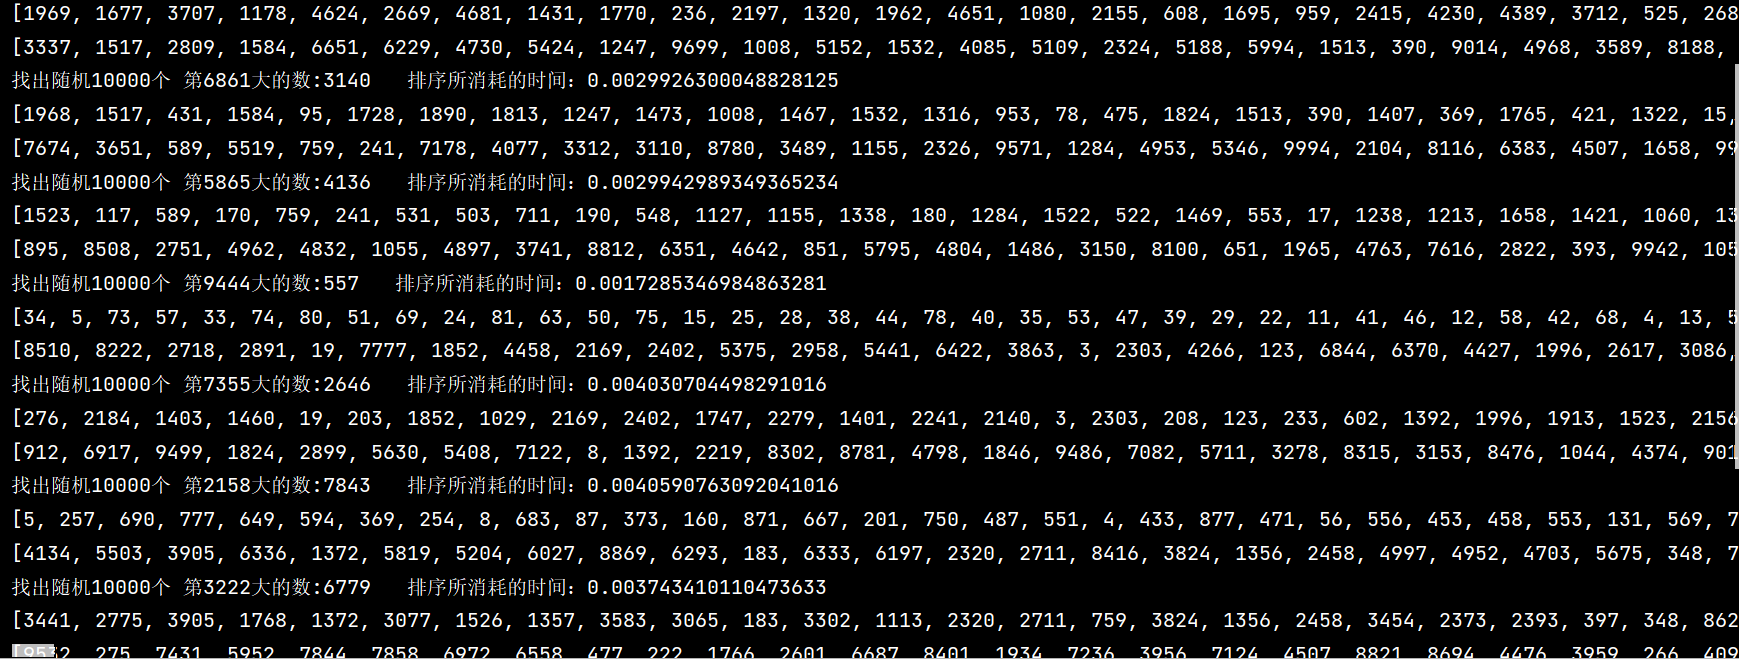 [1969, 1677, 3707, 1178, 4624, 2669, 4681, 1431, 1770, 236, 2197, 1320, 1962, 4651, 1080, 2155, 608, 1695, 959, 2415, 4230, 4389, 3712, 525, 268
[3337, 1517, 2809, 1584, 6651, 6229, 4730, 5424, 1247, 9699, 1008, 5152, 1532, 4085, 5109, 2324, 5188, 5994, 1513, 390, 9014, 4968, 3589, 8188,
找出随机10000个 第6861大的数:3140   排序所消耗的时间：0.0029926300048828125
[1968, 1517, 431, 1584, 95, 1728, 1890, 1813, 1247, 1473, 1008, 1467, 1532, 1316, 953, 78, 475, 1824, 1513, 390, 1407, 369, 1765, 421, 1322, 15,
[7674, 3651, 589, 5519, 759, 241, 7178, 4077, 3312, 3110, 8780, 3489, 1155, 2326, 9571, 1284, 4953, 5346, 9994, 2104, 8116, 6383, 4507, 1658, 99
找出随机10000个 第5865大的数:4136   排序所消耗的时间：0.0029942989349365234
[1523, 117, 589, 170, 759, 241, 531, 503, 711, 190, 548, 1127, 1155, 1338, 180, 1284, 1522, 522, 1469, 553, 17, 1238, 1213, 1658, 1421, 1060, 13
[895, 8508, 2751, 4962, 4832, 1055, 4897, 3741, 8812, 6351, 4642, 851, 5795, 4804, 1486, 3150, 8100, 651, 1965, 4763, 7616, 2822, 393, 9942, 105
找出随机10000个 第9444大的数:557   排序所消耗的时间：0.0017285346984863281
[34, 5, 73, 57, 33, 74, 80, 51, 69, 24, 81, 63, 50, 75, 15, 25, 28, 38, 44, 78, 40, 35, 53, 47, 39, 29, 22, 11, 41, 46, 12, 58, 42, 68, 4, 13, 5
[8510, 8222, 2718, 2891, 19, 7777, 1852, 4458, 2169, 2402, 5375, 2958, 5441, 6422, 3863, 3, 2303, 4266, 123, 6844, 6370, 4427, 1996, 2617, 3086,
找出随机10000个 第7355大的数:2646   排序所消耗的时间：0.004030704498291016
[276, 2184, 1403, 1460, 19, 203, 1852, 1029, 2169, 2402, 1747, 2279, 1401, 2241, 2140, 3, 2303, 208, 123, 233, 602, 1392, 1996, 1913, 1523, 2156
[912, 6917, 9499, 1824, 2899, 5630, 5408, 7122, 8, 1392, 2219, 8302, 8781, 4798, 1846, 9486, 7082, 5711, 3278, 8315, 3153, 8476, 1044, 4374, 901
找出随机10000个 第2158大的数:7843   排序所消耗的时间：0.0040590763092041016
[5, 257, 690, 777, 649, 594, 369, 254, 8, 683, 87, 373, 160, 871, 667, 201, 750, 487, 551, 4, 433, 877, 471, 56, 556, 453, 458, 553, 131, 569, 7
[4134, 5503, 3905, 6336, 1372, 5819, 5204, 6027, 8869, 6293, 183, 6333, 6197, 2320, 2711, 8416, 3824, 1356, 2458, 4997, 4952, 4703, 5675, 348, 7
找出随机10000个 第3222大的数:6779   排序所消耗的时间：0.003743410110473633
[3441, 2775, 3905, 1768, 1372, 3077, 1526, 1357, 3583, 3065, 183, 3302, 1113, 2320, 2711, 759, 3824, 1356, 2458, 3454, 2373, 2393, 397, 348, 862
[9532, 275, 7431, 5952, 7844, 7858, 6972, 6558, 477, 222, 1766, 2601, 6687, 8401, 1934, 7236, 3956, 7124, 4507, 8821, 8694, 4476, 3959, 266, 409